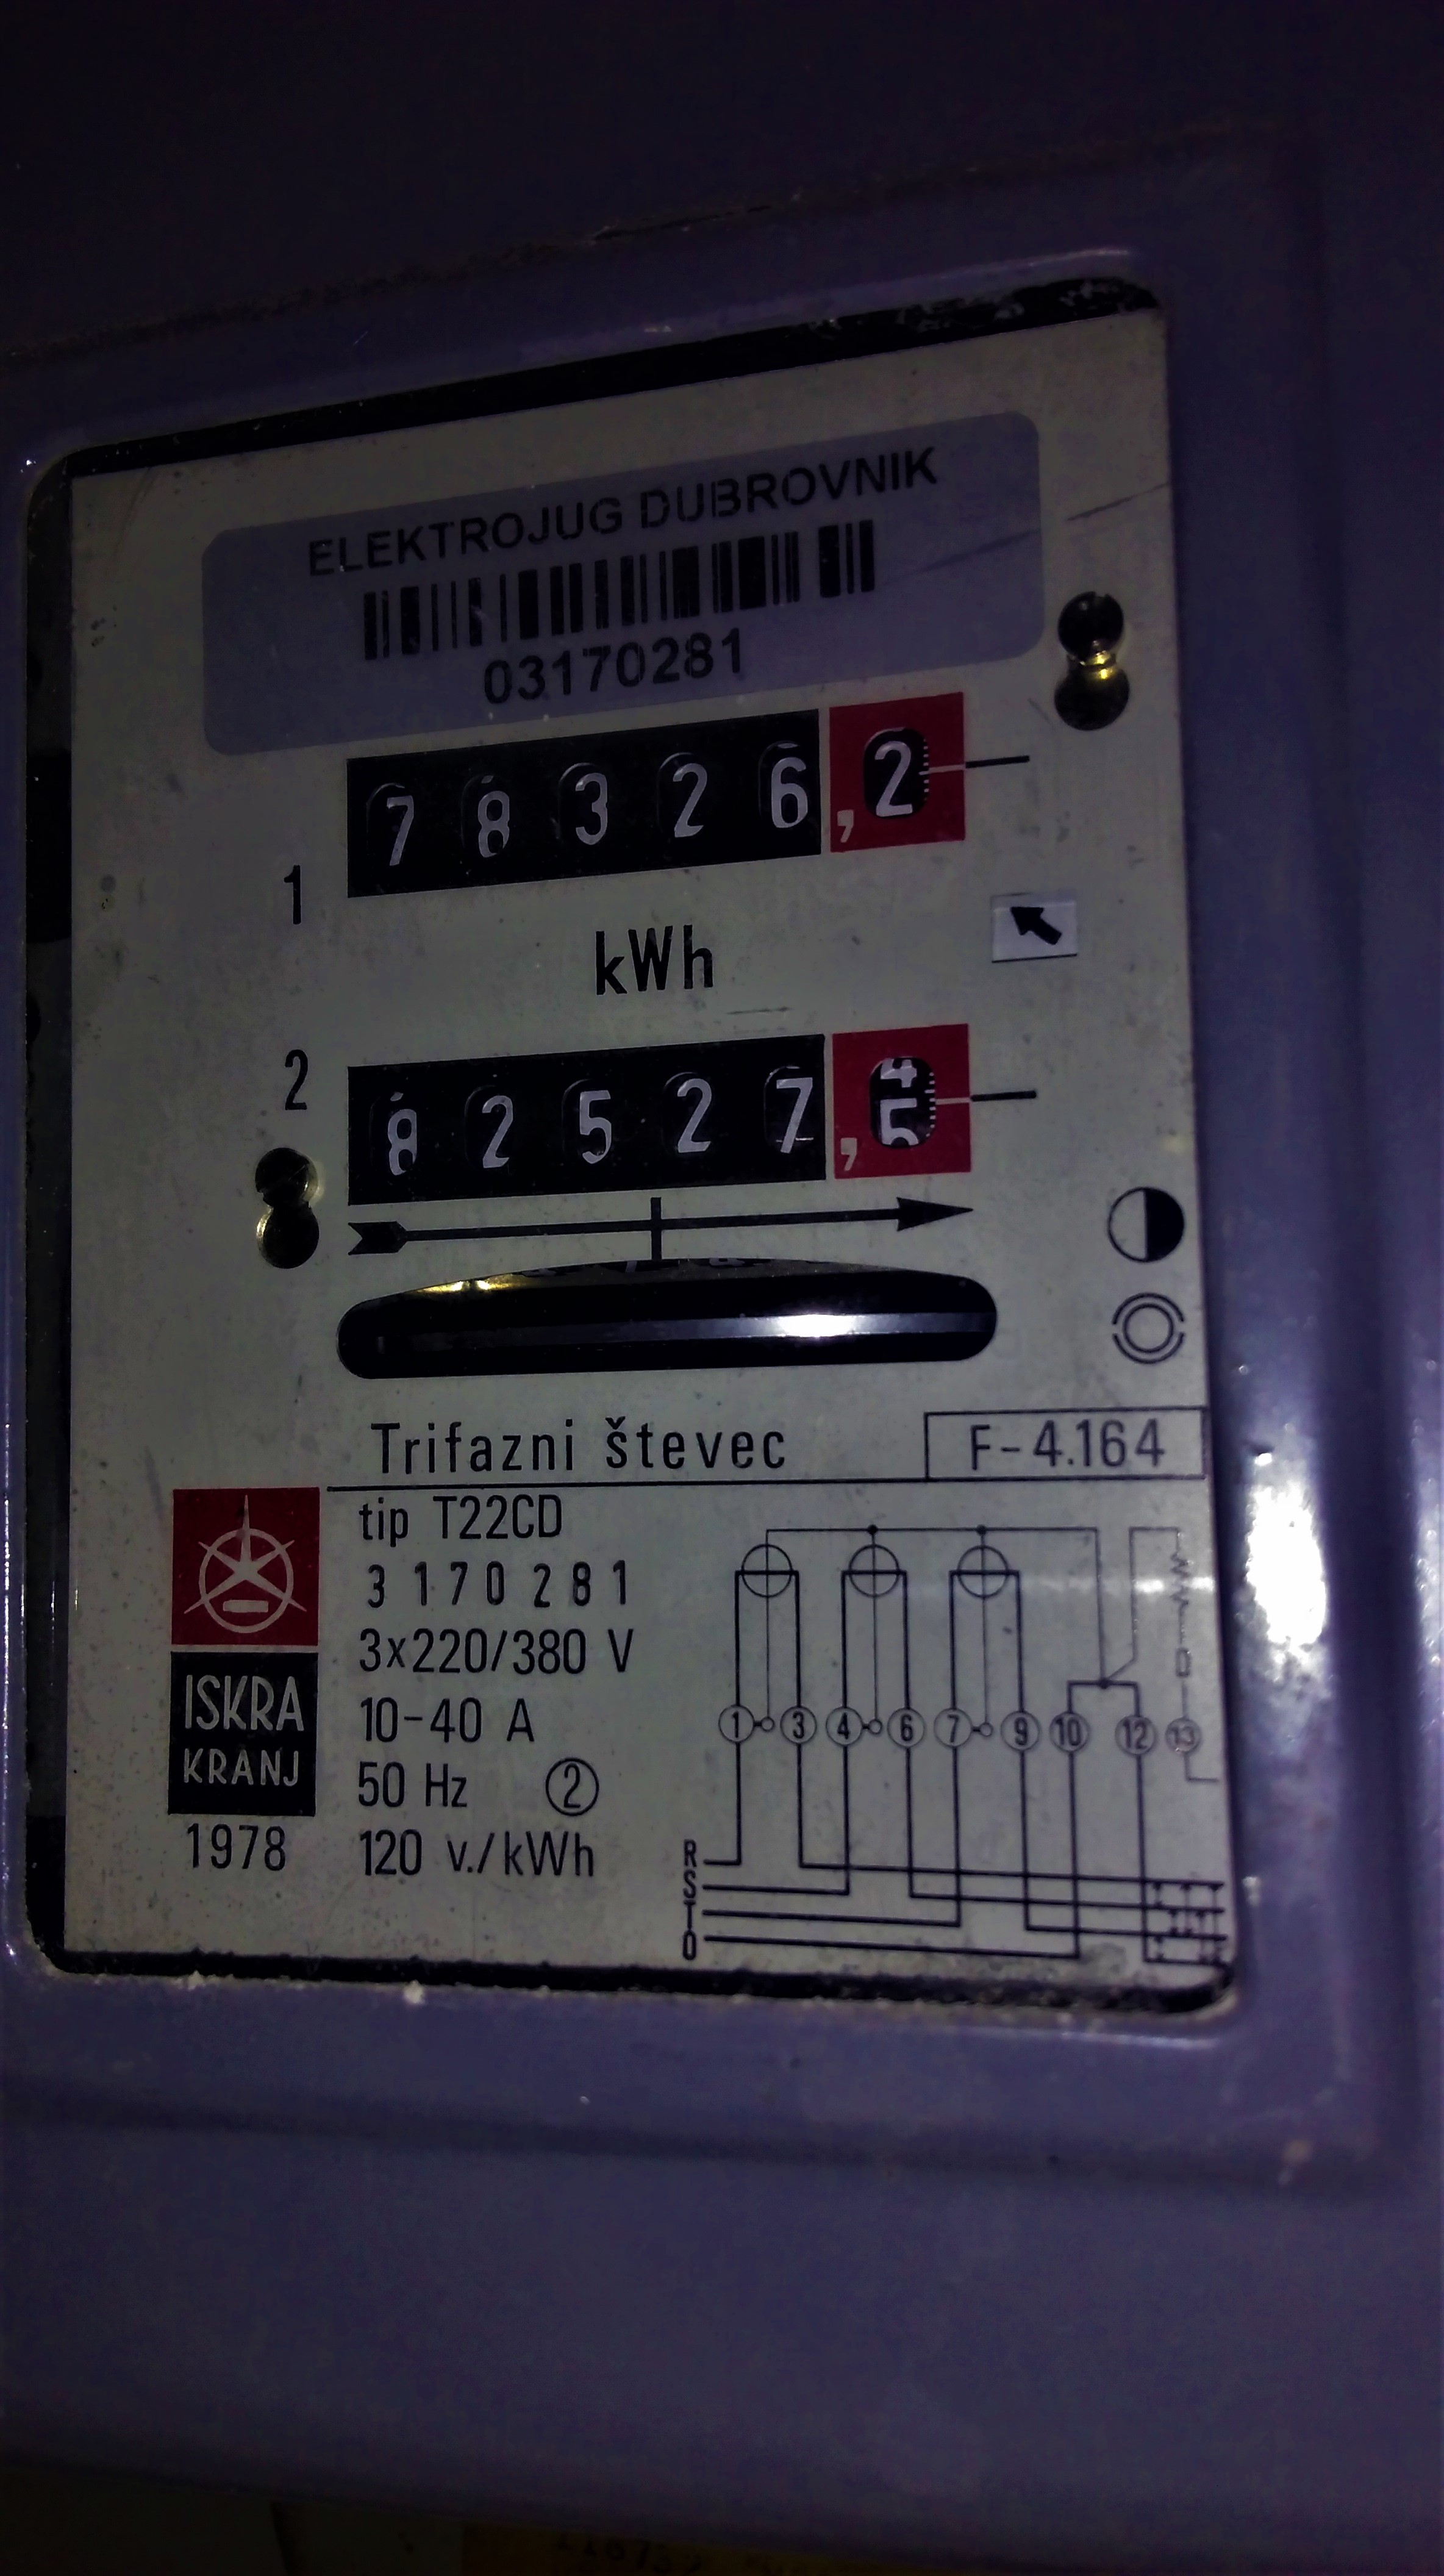 ELEKTROJUG DUBROVNIK
03170281
78326,2
1
kWh
2
82527,
Trifazni števec
F-4.164
tip T22CD
3 170 281
3x220/380 V
10-40 A
50 Hz 2
120 v./kWh
ISKRA
KRANJ
1978
1 3 4 6 7 9 10 12 13
R
S
T
0